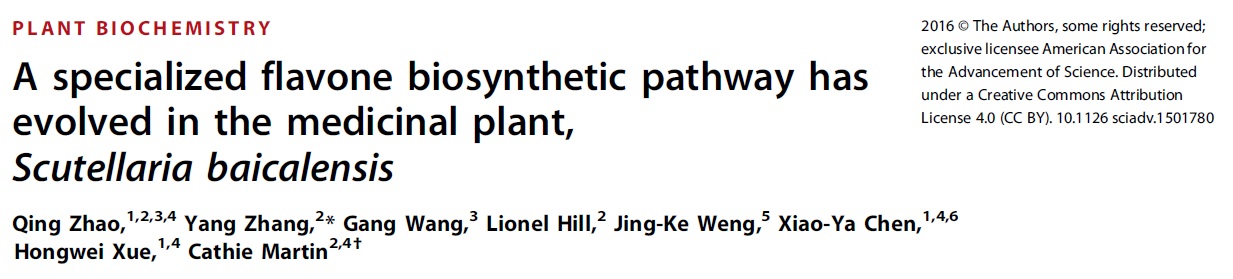 PLANT BIOCHEMISTRY
A specialized flavone biosynthetic pathway has
evolved in the medicinal plant,
Scutellaria baicalensis
Qing Zhao,1,2,3,4 Yang Zhang,2* Gang Wang,3 Lionel Hill,2 Jing-Ke Weng,5 Xiao-Ya Chen,1,4,6
Hongwei Xue,1,4 Cathie Martin2,4†
2016 © The Authors, some rights reserved;
exclusive licensee American Association for
the Advancement of Science. Distributed
under a Creative Commons Attribution
License 4.0 (CC BY). 10.1126 sciadv.1501780